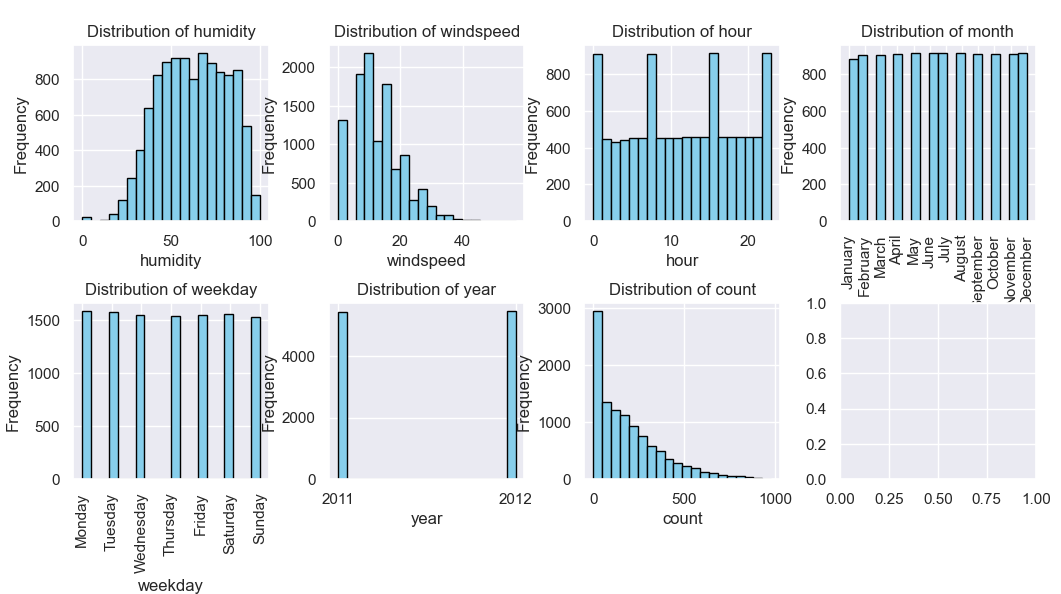 Distribution of humidity
Frequency
800
600
400
200
0
0 50 100
humidity
Distribution of windspeed
Frequency
2000
1500
1000
500
0
0 20 40
windspeed
Distribution of hour
Frequency
800
600
400
200
0
0 10 20
hour
Distribution of month
Frequency
800
600
400
200
0
January
February
March
April
May
June
July
August
eptember
October
November
December
Distribution of weekday
Frequency
1500
1000
500
0
Monday
Tuesday
Wednesday
Thursday
Friday
Saturday
Sunday
weekday
Distribution of year
Frequency
4000
2000
0
2011 2012
year
Distribution of count
Frequency
3000
2000
1000
0
0 500 1000
count
1.0
0.8
0.6
0.4
0.2
0.0
0.00 0.25 0.50 0.75 1.00